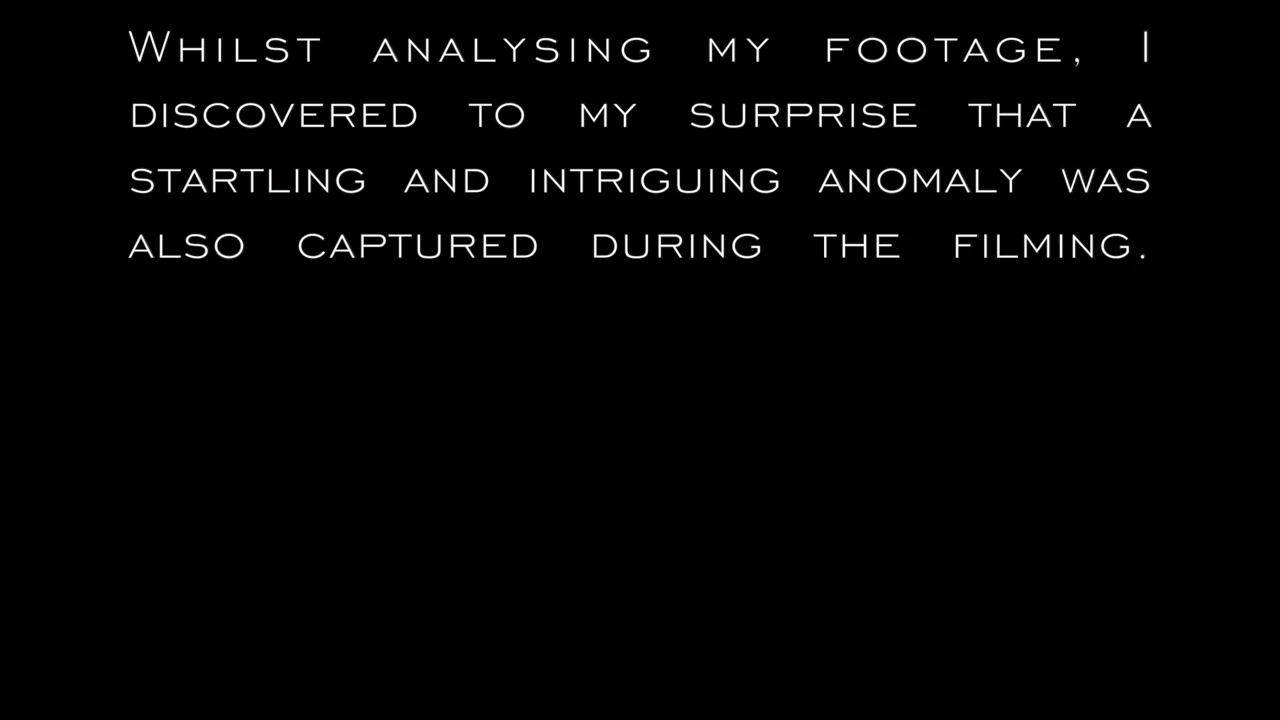 Whilst analysing my footage, I
discovered to my surprise that a
startling and intriguing anomaly was
also captured during the filming.